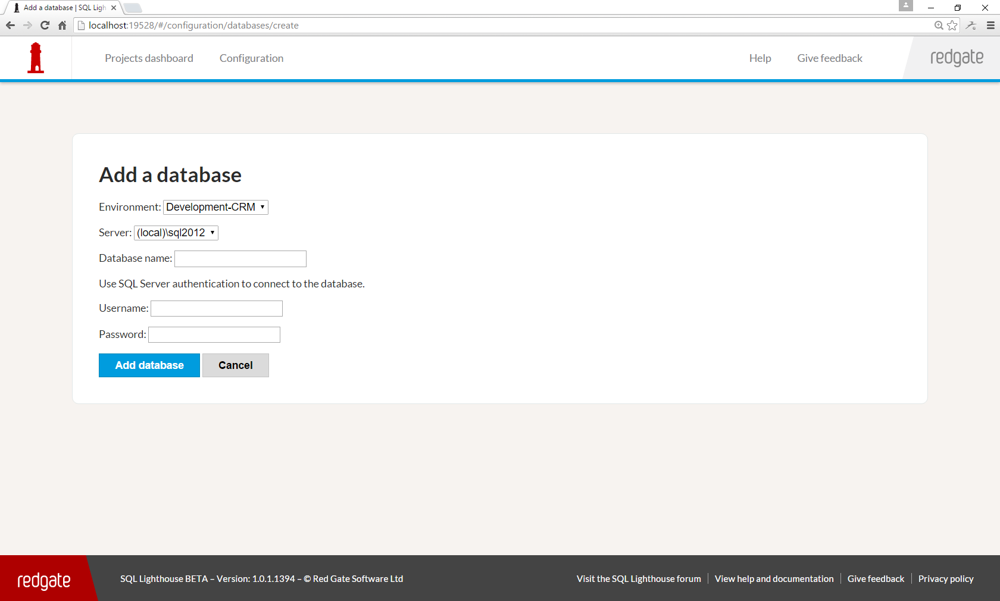 Add a database | SQL Ligh
localhost:19528/#/configuration/databases/create
Projects dashboard Configuration Help Give feedback redgate
Add a database
Environment: Development-CRM
Server: (local)\sql2012
Database name:
Use SQL Server authentication to connect to the database.
Username:
Password:
Add database Cancel
redgate SQL Lighthouse BETA – Version: 1.0.1.1394 – © Red Gate Software Ltd Visit the SQL Lighthouse forum View help and documentation Give feedback Privacy policy